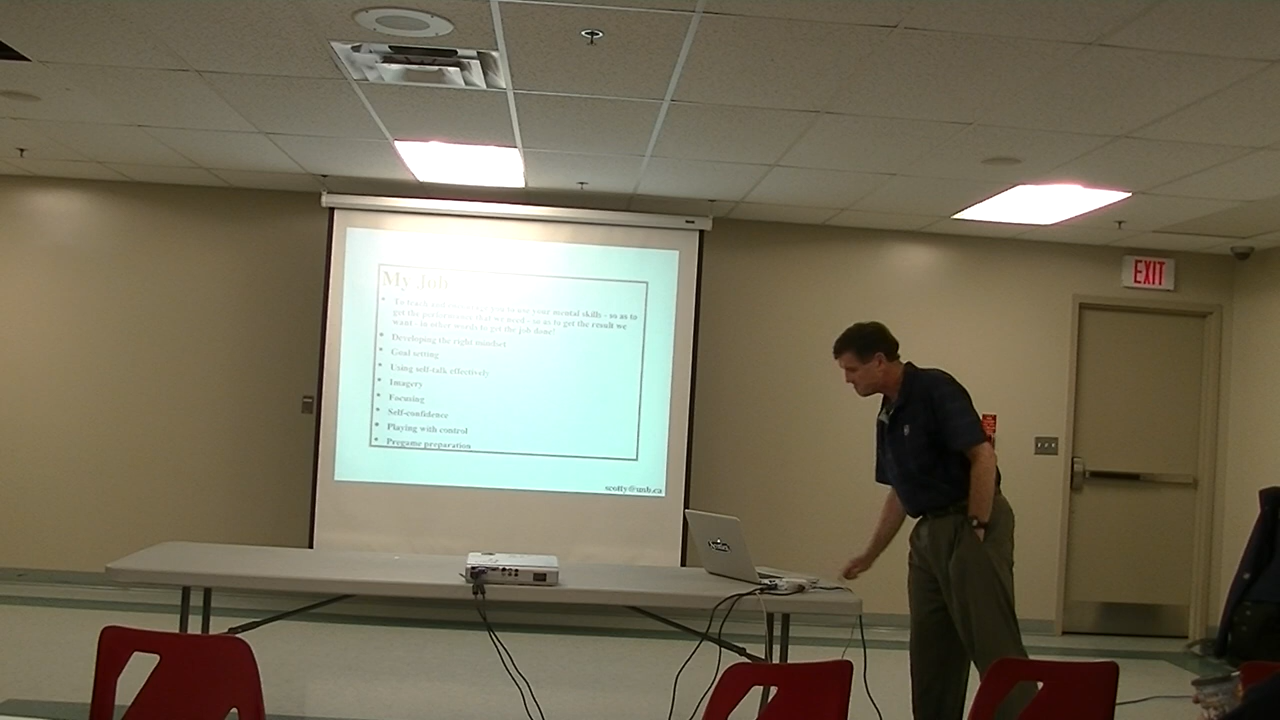 My Job
• To teach and encourage you to use your mental skills - so as to
get the performance that we need - so as to get the result we
want - in other words to get the job done!
• Developing the right mindset
• Goal setting
• Using self-talk effectively
• Imagery
• Focusing
• Self-confidence
• Playing with control
• Pregame preparation
scotty@unb.ca
EXIT